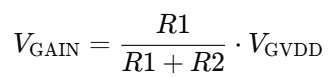 V_GAIN = R1 / (R1 + R2) · V_GVDD